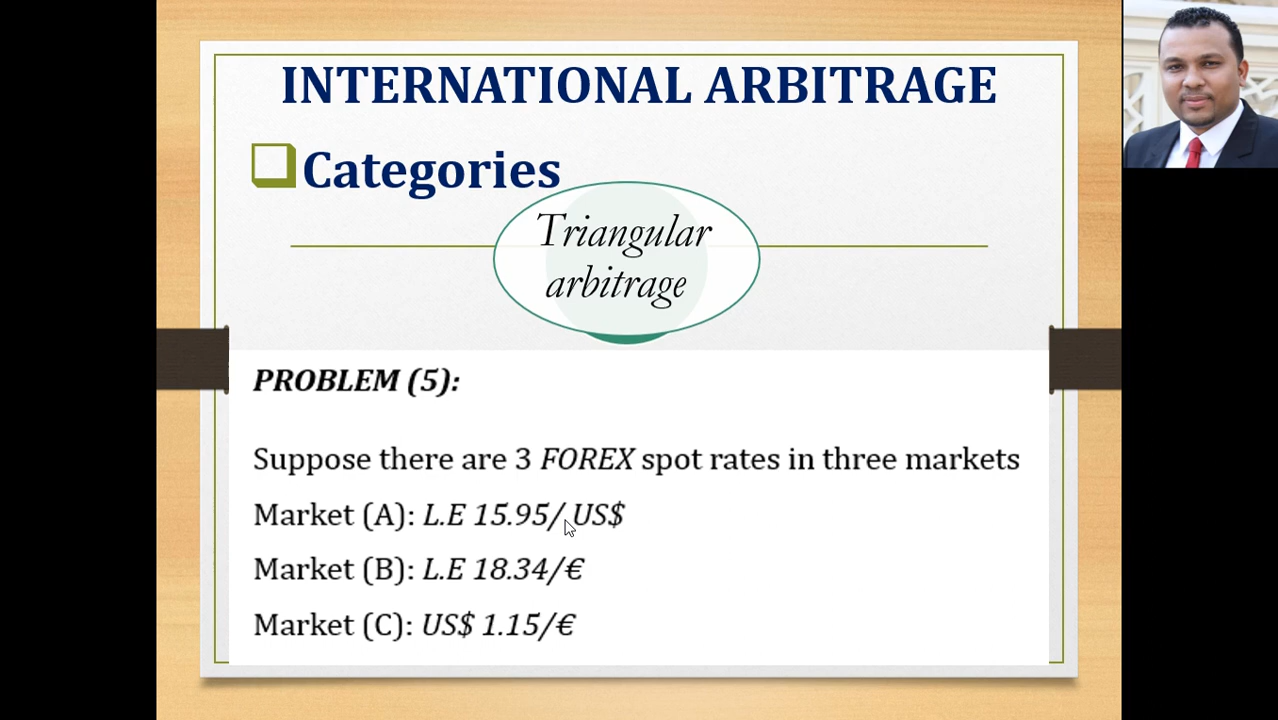 INTERNATIONAL ARBITRAGE
Categories
Triangular
arbitrage
PROBLEM (5):
Suppose there are 3 FOREX spot rates in three markets
Market (A): L.E 15.95/ US$
Market (B): L.E 18.34/€
Market (C): US$ 1.15/€